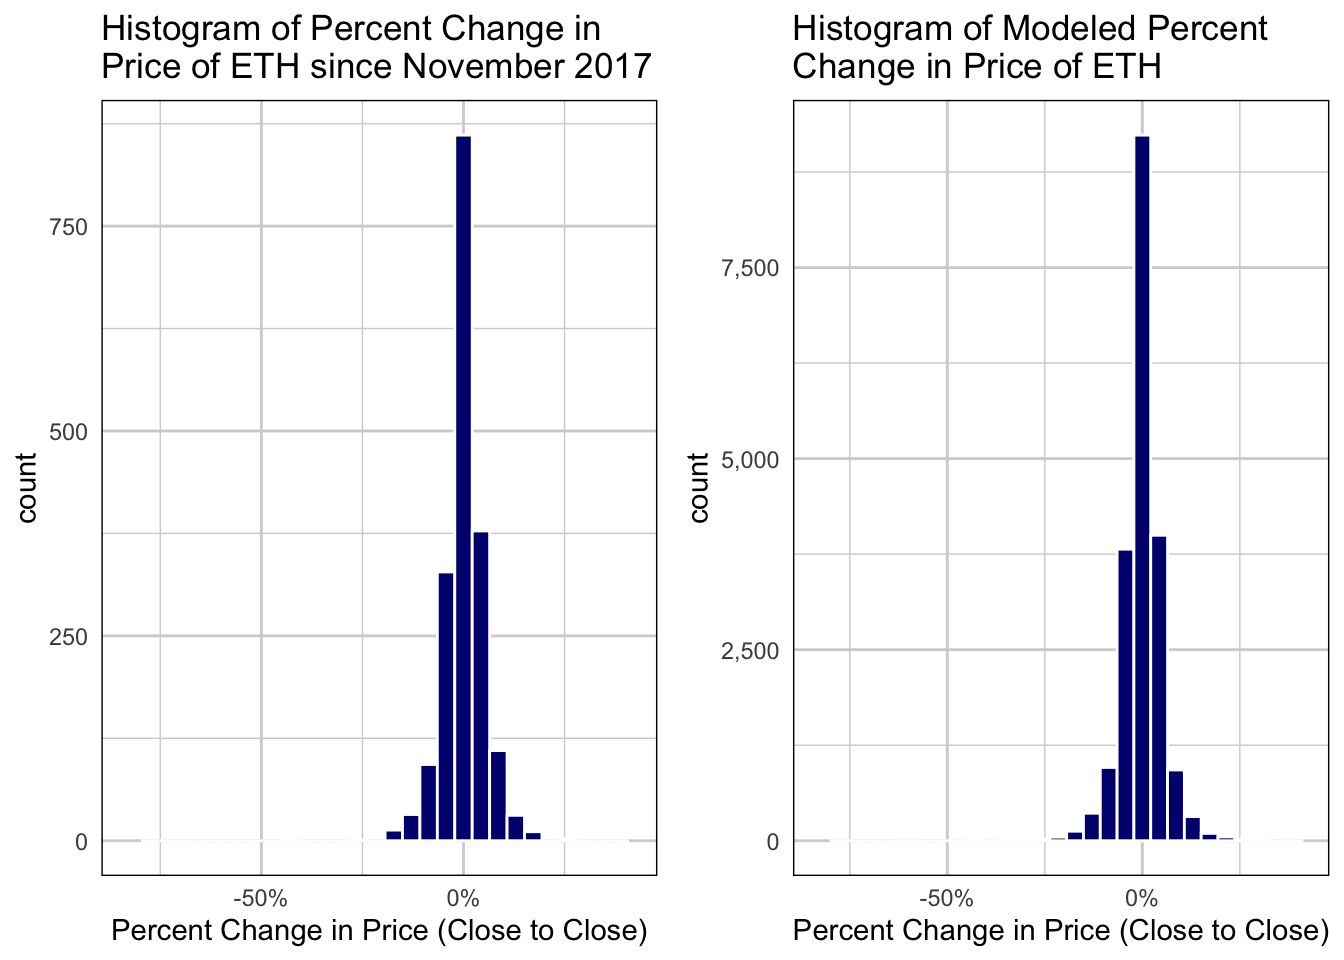 Histogram of Percent Change in
Price of ETH since November 2017
count
750
500
250
0
-50%
0%
Percent Change in Price (Close to Close)
Histogram of Modeled Percent
Change in Price of ETH
count
7,500
5,000
2,500
0
-50%
0%
Percent Change in Price (Close to Close)